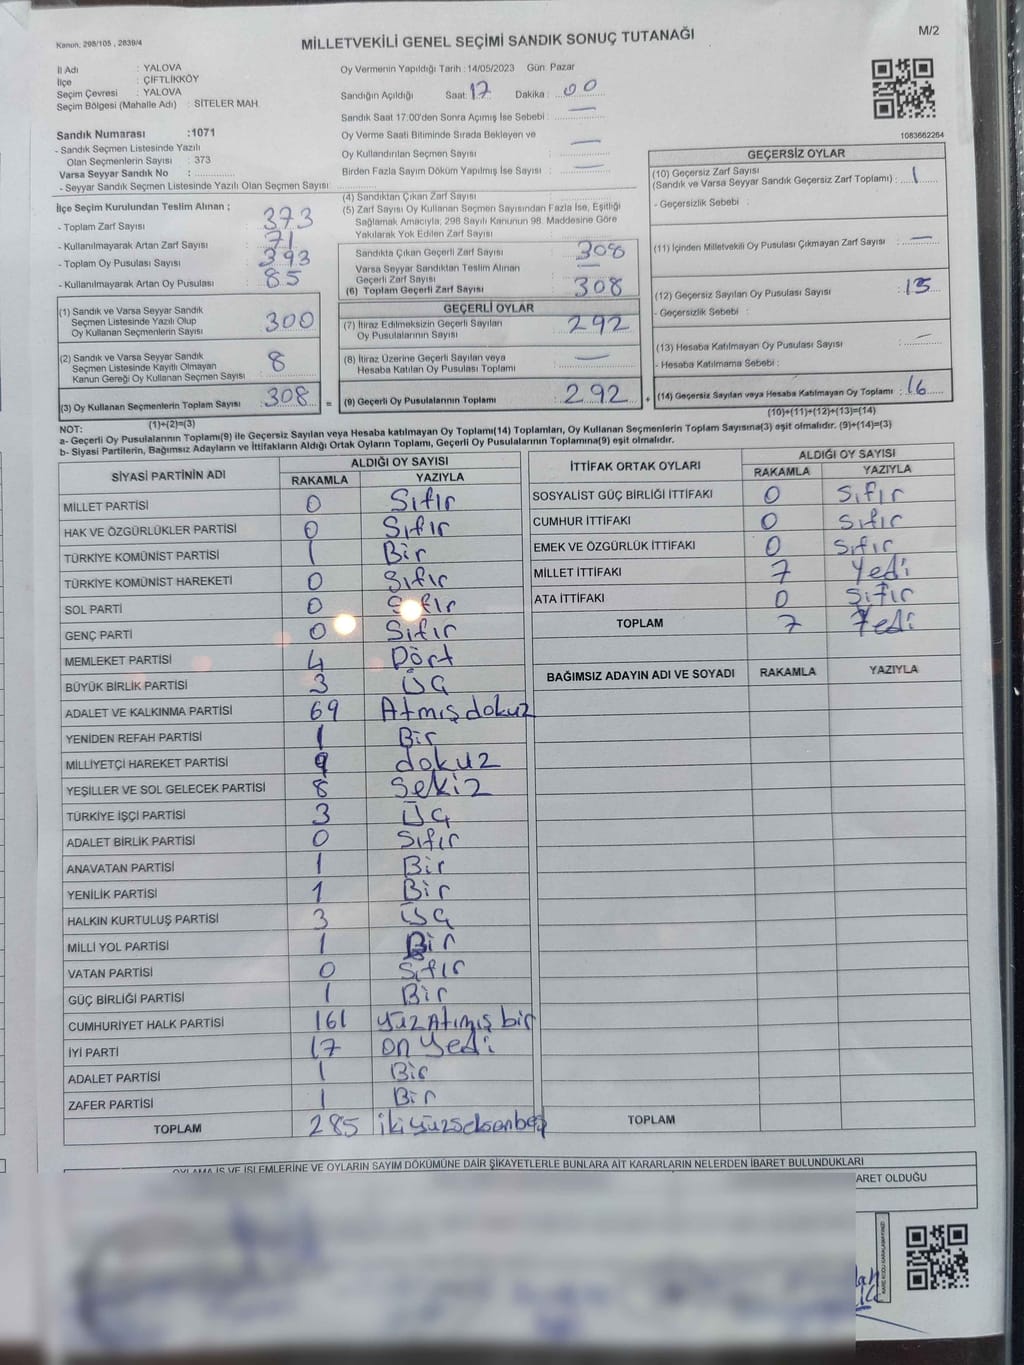 Kanun; 298/105 , 2839/4
MİLLETVEKİLİ GENEL SEÇİMİ SANDIK SONUÇ TUTANAĞI
M/2
İl Adı : YALOVA
İlçe : ÇİFTLİKKÖY
Seçim Çevresi : YALOVA
Seçim Bölgesi (Mahalle Adı) : SİTELER MAH.
Sandık Numarası :1071
- Sandık Seçmen Listesinde Yazılı
Olan Seçmenlerin Sayısı : 373
Varsa Seyyar Sandık No :
- Seyyar Sandık Seçmen Listesinde Yazılı Olan Seçmen Sayısı
Oy Vermenin Yapıldığı Tarih : 14/05/2023 Gün: Pazar
Sandığın Açıldığı Saat: 17 Dakika : 00
Sandık Saat 17:00'den Sonra Açılmış İse Sebebi : —
Oy Verme Saati Bitiminde Sırada Bekleyen ve
Oy Kullandırılan Seçmen Sayısı : —
Birden Fazla Sayım Döküm Yapılmış İse Sayısı : —
1083662264
İlçe Seçim Kurulundan Teslim Alınan ;
- Toplam Zarf Sayısı : 373
- Kullanılmayarak Artan Zarf Sayısı : 71
- Toplam Oy Pusulası Sayısı : 393
- Kullanılmayarak Artan Oy Pusulası : 85
(1) Sandık ve Varsa Seyyar Sandık
Seçmen Listesinde Yazılı Olup
Oy Kullanan Seçmenlerin Sayısı : 300
(2) Sandık ve Varsa Seyyar Sandık
Seçmen Listesinde Kayıtlı Olmayan
Kanun Gereği Oy Kullanan Seçmen Sayısı : 8
(3) Oy Kullanan Seçmenlerin Toplam Sayısı : 308
(1)+(2)=(3)
(4) Sandıktan Çıkan Zarf Sayısı
(5) Zarf Sayısı Oy Kullanan Seçmen Sayısından Fazla İse, Eşitliği
Sağlamak Amacıyla, 298 Sayılı Kanunun 98. Maddesine Göre
Yakılarak Yok Edilen Zarf Sayısı
Sandıkta Çıkan Geçerli Zarf Sayısı : 308
Varsa Seyyar Sandıktan Teslim Alınan
Geçerli Zarf Sayısı : —
(6) Toplam Geçerli Zarf Sayısı : 308
GEÇERLİ OYLAR
(7) İtiraz Edilmeksizin Geçerli Sayılan
Oy Pusulalarının Sayısı : 292
(8) İtiraz Üzerine Geçerli Sayılan veya
Hesaba Katılan Oy Pusulası Toplamı : —
= (9) Geçerli Oy Pusulalarının Toplamı : 292 +
GEÇERSİZ OYLAR
(10) Geçersiz Zarf Sayısı
(Sandık ve Varsa Seyyar Sandık Geçersiz Zarf Toplamı) : 1
- Geçersizlik Sebebi :
(11) İçinden Milletvekili Oy Pusulası Çıkmayan Zarf Sayısı : —
(12) Geçersiz Sayılan Oy Pusulası Sayısı : 15
- Geçersizlik Sebebi :
(13) Hesaba Katılmayan Oy Pusulası Sayısı : —
- Hesaba Katılmama Sebebi :
(14) Geçersiz Sayılan veya Hesaba Katılmayan Oy Toplamı : 16
(10)+(11)+(12)+(13)=(14)
NOT:
a- Geçerli Oy Pusulalarının Toplamı(9) ile Geçersiz Sayılan veya Hesaba katılmayan Oy Toplamı(14) Toplamları, Oy Kullanan Seçmenlerin Toplam Sayısına(3) eşit olmalıdır. (9)+(14)=(3)
b- Siyasi Partilerin, Bağımsız Adayların ve İttifakların Aldığı Ortak Oyların Toplamı, Geçerli Oy Pusulalarının Toplamına(9) eşit olmalıdır.
SİYASİ PARTİNİN ADI ALDIĞI OY SAYISI
RAKAMLA YAZIYLA
MİLLET PARTİSİ 0 Sıfır
HAK VE ÖZGÜRLÜKLER PARTİSİ 0 Sıfır
TÜRKİYE KOMÜNİST PARTİSİ 1 Bir
TÜRKİYE KOMÜNİST HAREKETİ 0 Sıfır
SOL PARTİ 0 Sıfır
GENÇ PARTİ 0 Sıfır
MEMLEKET PARTİSİ 4 Dört
BÜYÜK BİRLİK PARTİSİ 3 Üç
ADALET VE KALKINMA PARTİSİ 69 Atmış dokuz
YENİDEN REFAH PARTİSİ 1 Bir
MİLLİYETÇİ HAREKET PARTİSİ 9 dokuz
YEŞİLLER VE SOL GELECEK PARTİSİ 8 Sekiz
TÜRKİYE İŞÇİ PARTİSİ 3 Üç
ADALET BİRLİK PARTİSİ 0 Sıfır
ANAVATAN PARTİSİ 1 Bir
YENİLİK PARTİSİ 1 Bir
HALKIN KURTULUŞ PARTİSİ 3 Üç
MİLLİ YOL PARTİSİ 1 Bir
VATAN PARTİSİ 0 Sıfır
GÜÇ BİRLİĞİ PARTİSİ 1 Bir
CUMHURİYET HALK PARTİSİ 161 yüz Atmış bir
İYİ PARTİ 17 on yedi
ADALET PARTİSİ 1 Bir
ZAFER PARTİSİ 1 Bir
TOPLAM 285 iki yüzseksenbeş
İTTİFAK ORTAK OYLARI ALDIĞI OY SAYISI
RAKAMLA YAZIYLA
SOSYALİST GÜÇ BİRLİĞİ İTTİFAKI 0 Sıfır
CUMHUR İTTİFAKI 0 Sıfır
EMEK VE ÖZGÜRLÜK İTTİFAKI 0 Sıfır
MİLLET İTTİFAKI 7 Yedi
ATA İTTİFAKI 0 Sıfır
TOPLAM 7 Yedi
BAĞIMSIZ ADAYIN ADI VE SOYADI RAKAMLA YAZIYLA
TOPLAM
OYLAMA İŞ VE İŞLEMLERİNE VE OYLARIN SAYIM DÖKÜMÜNE DAİR ŞİKAYETLERLE BUNLARA AİT KARARLARIN NELERDEN İBARET BULUNDUKLARI
ARET OLDUĞU